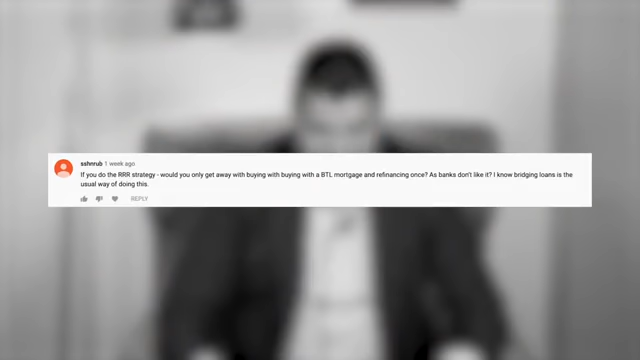 sshnrub 1 week ago
If you do the RRR strategy - would you only get away with buying with buying with a BTL mortgage and refinancing once? As banks don't like it? I know bridging loans is the
usual way of doing this.
REPLY